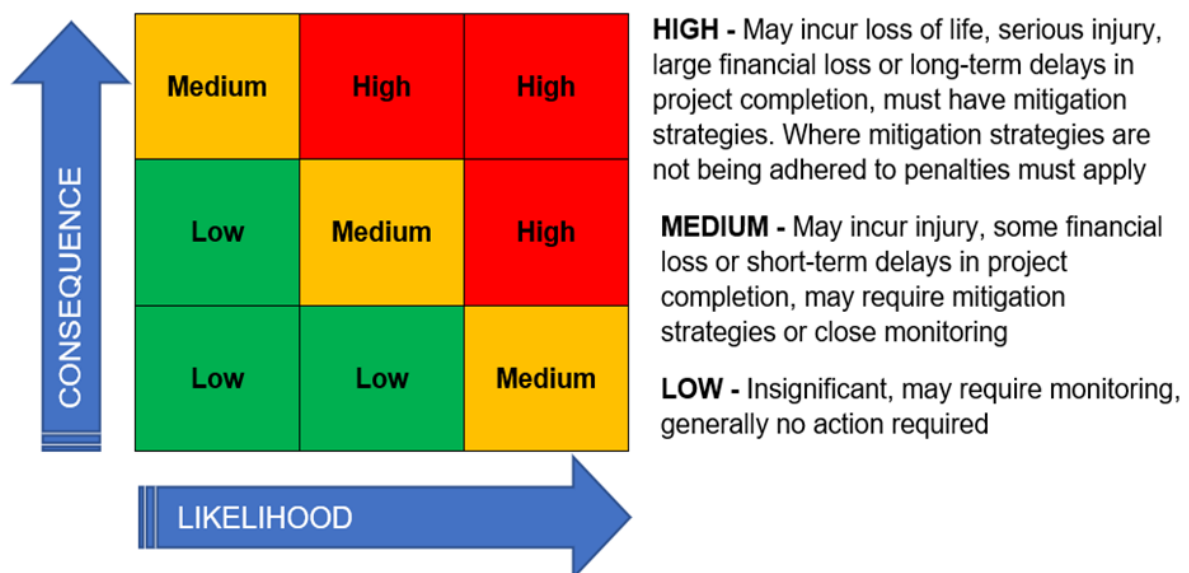 CONSEQUENCE
Medium High High
Low Medium High
Low Low Medium
LIKELIHOOD
HIGH - May incur loss of life, serious injury,
large financial loss or long-term delays in
project completion, must have mitigation
strategies. Where mitigation strategies are
not being adhered to penalties must apply
MEDIUM - May incur injury, some financial
loss or short-term delays in project
completion, may require mitigation
strategies or close monitoring
LOW - Insignificant, may require monitoring,
generally no action required